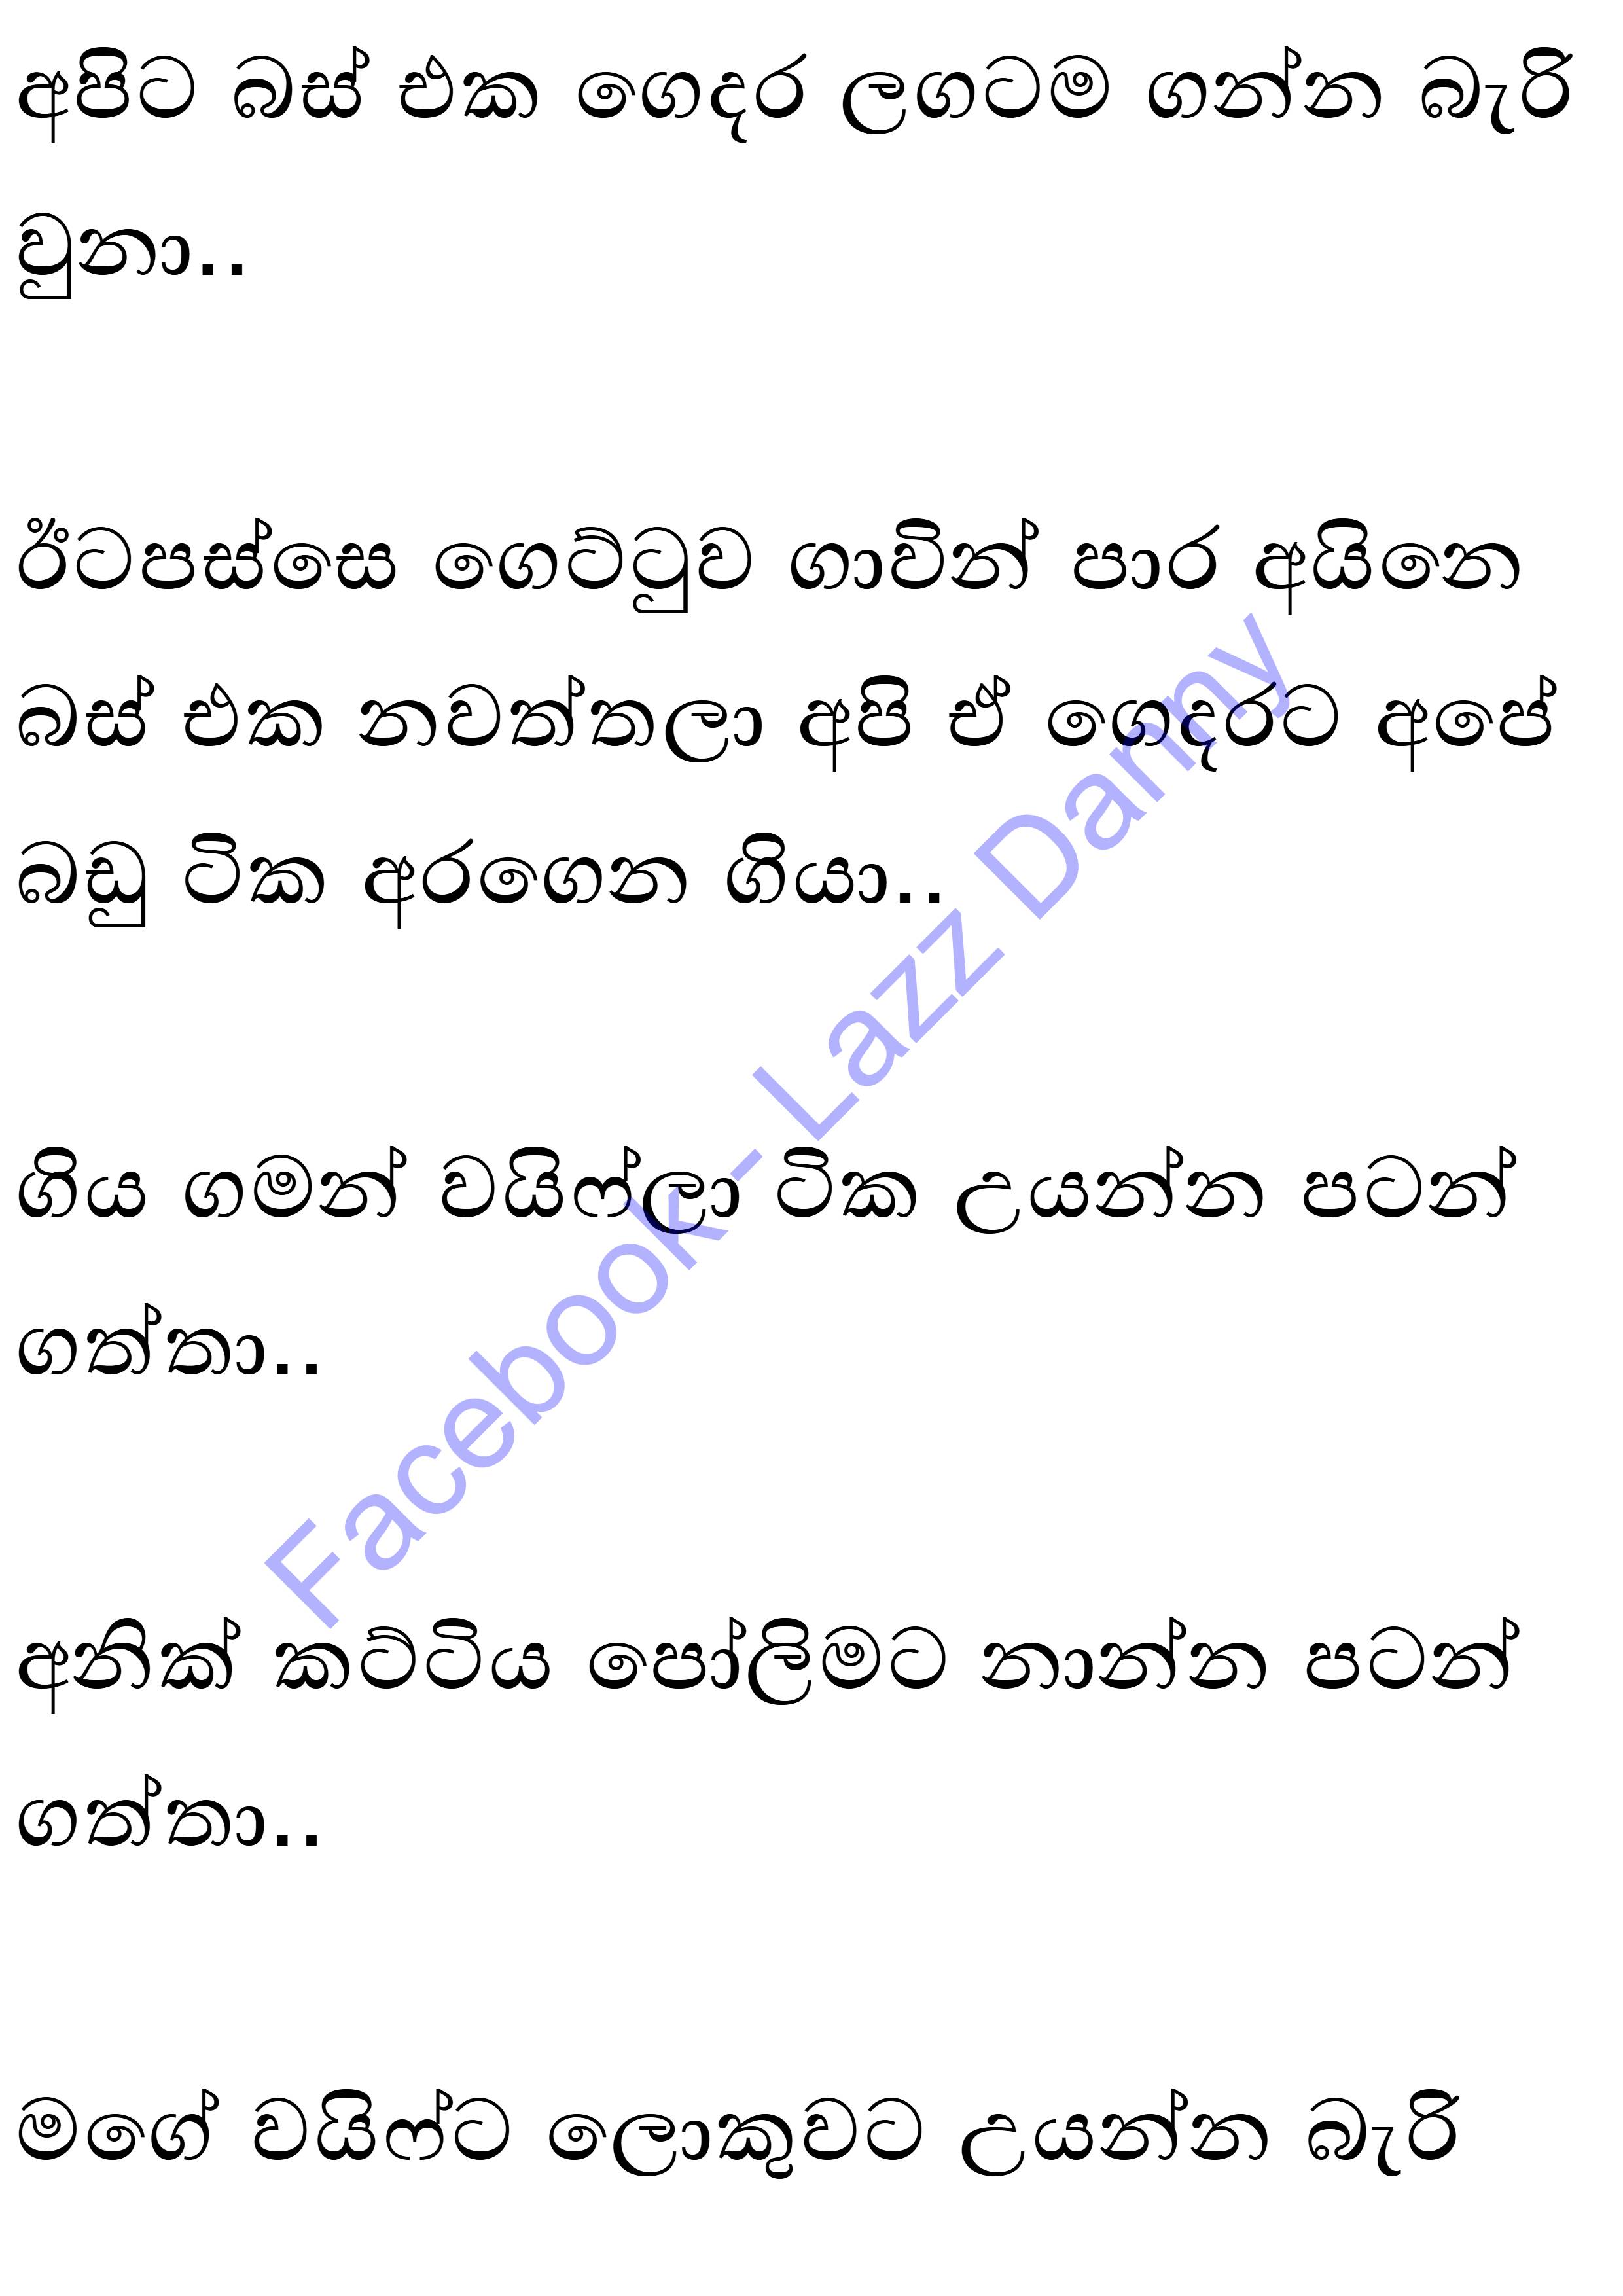 අපිට බස් එක ගෙදර ලගටම ගන්න බැරි
වුනා..
ඊටපස්සෙ ගෙට්ටුව ගාවින් පාර අයිනෙ
බස් එක නවත්තලා අපි ඒ ගෙදරට අපේ
බඩු ටික අරගෙන ගියා..
ගිය ගමන් වයිෆ්ලා ටික උයන්න පටන්
ගත්තා..
අනික් කට්ටිය පෝලිමට නාන්න පටන්
ගත්තා..
මගේ වයිෆ්ට ලොකුවට උයන්න බැරි
Facebook- Lazz Danny